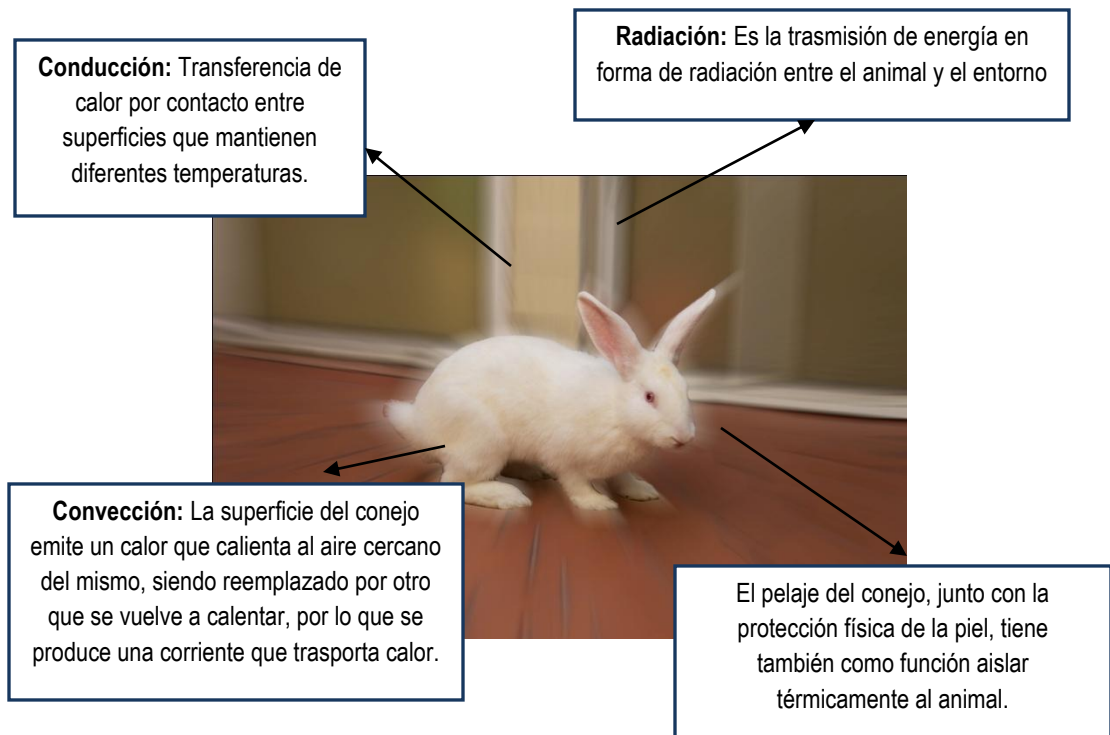 Conducción: Transferencia de
calor por contacto entre
superficies que mantienen
diferentes temperaturas.
Radiación: Es la trasmisión de energía en
forma de radiación entre el animal y el entorno
Convección: La superficie del conejo
emite un calor que calienta al aire cercano
del mismo, siendo reemplazado por otro
que se vuelve a calentar, por lo que se
produce una corriente que trasporta calor.
El pelaje del conejo, junto con la
protección física de la piel, tiene
también como función aislar
térmicamente al animal.